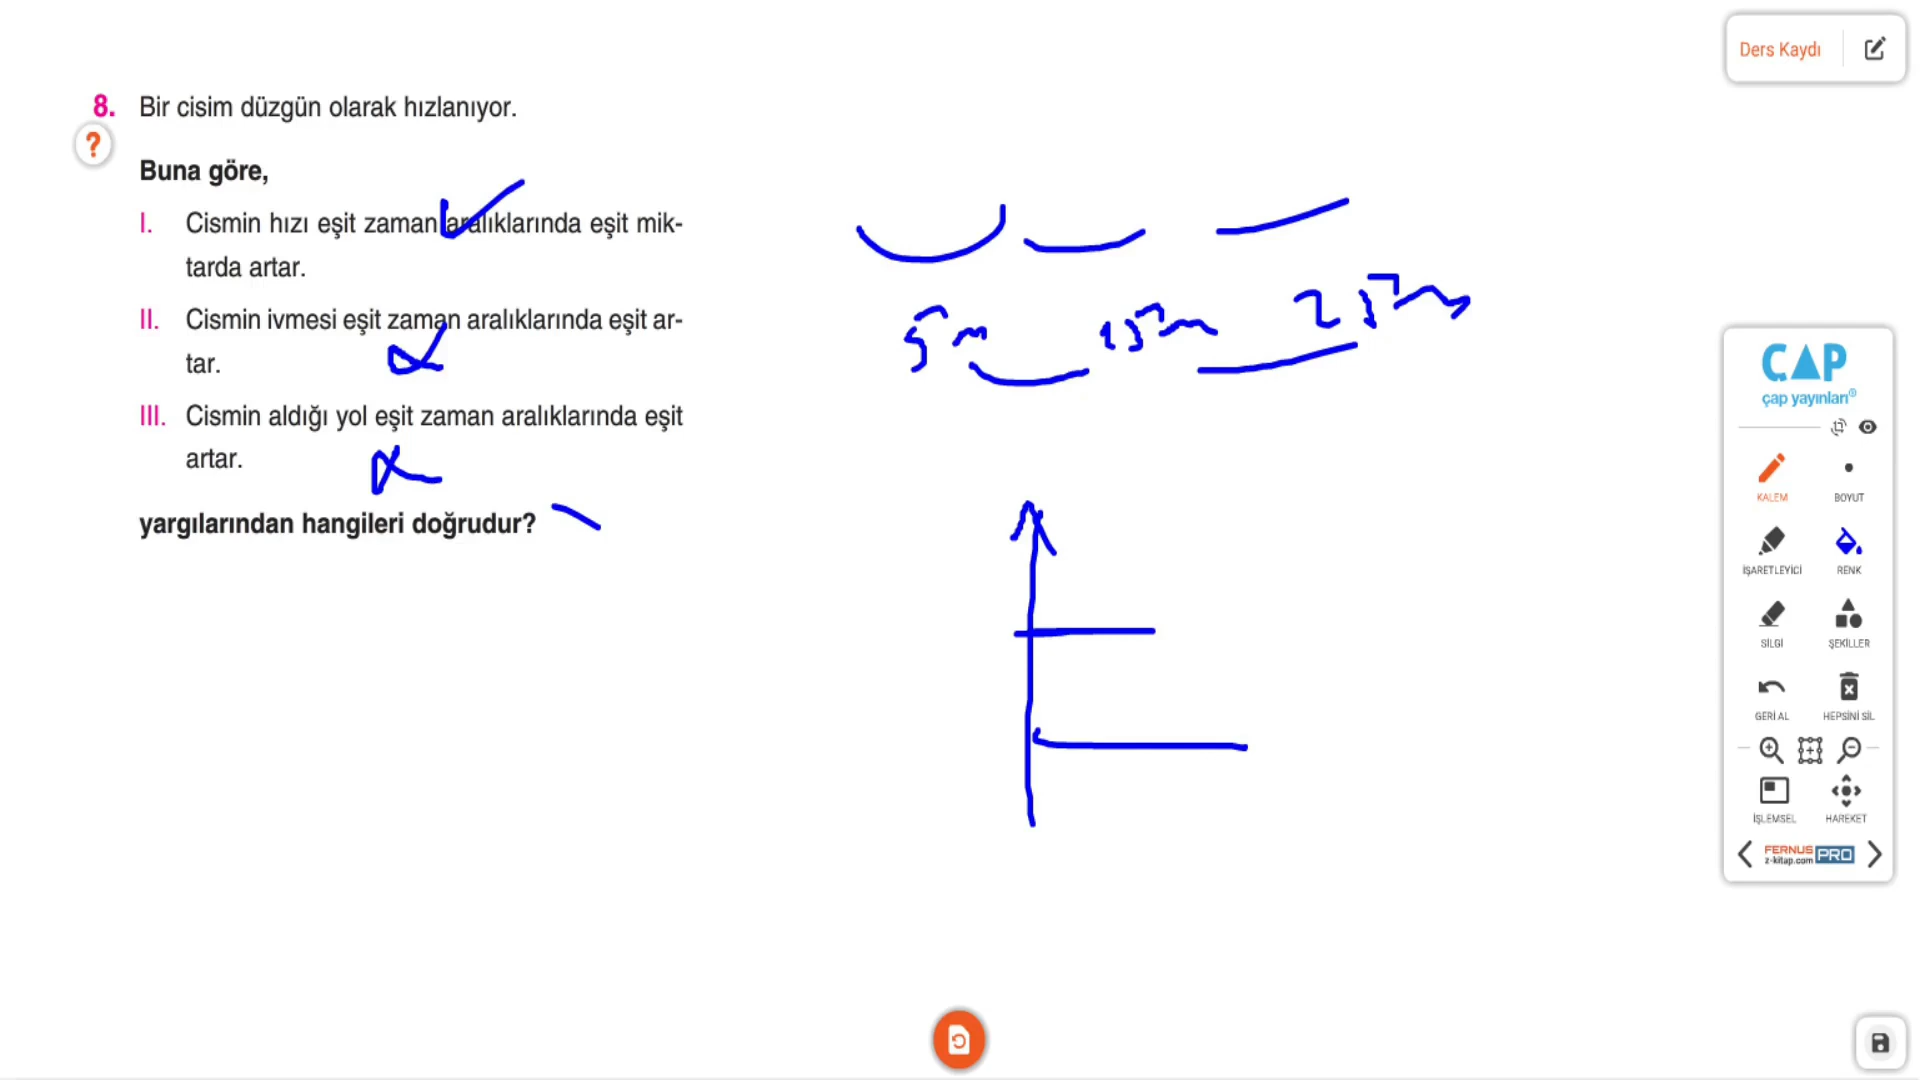 Ders Kaydı
8. Bir cisim düzgün olarak hızlanıyor.
?
Buna göre,
I. Cismin hızı eşit zaman aralıklarında eşit mik-
tarda artar.
II. Cismin ivmesi eşit zaman aralıklarında eşit ar-
tar.
III. Cismin aldığı yol eşit zaman aralıklarında eşit
artar.
yargılarından hangileri doğrudur?
5m 15m 25m
ÇAP
çap yayınları®
KALEM BOYUT
İŞARETLEYİCİ RENK
SİLGİ ŞEKİLLER
GERİ AL HEPSİNİ SİL
İŞLEMSEL HAREKET
FERNUS
z-kitap.com PRO